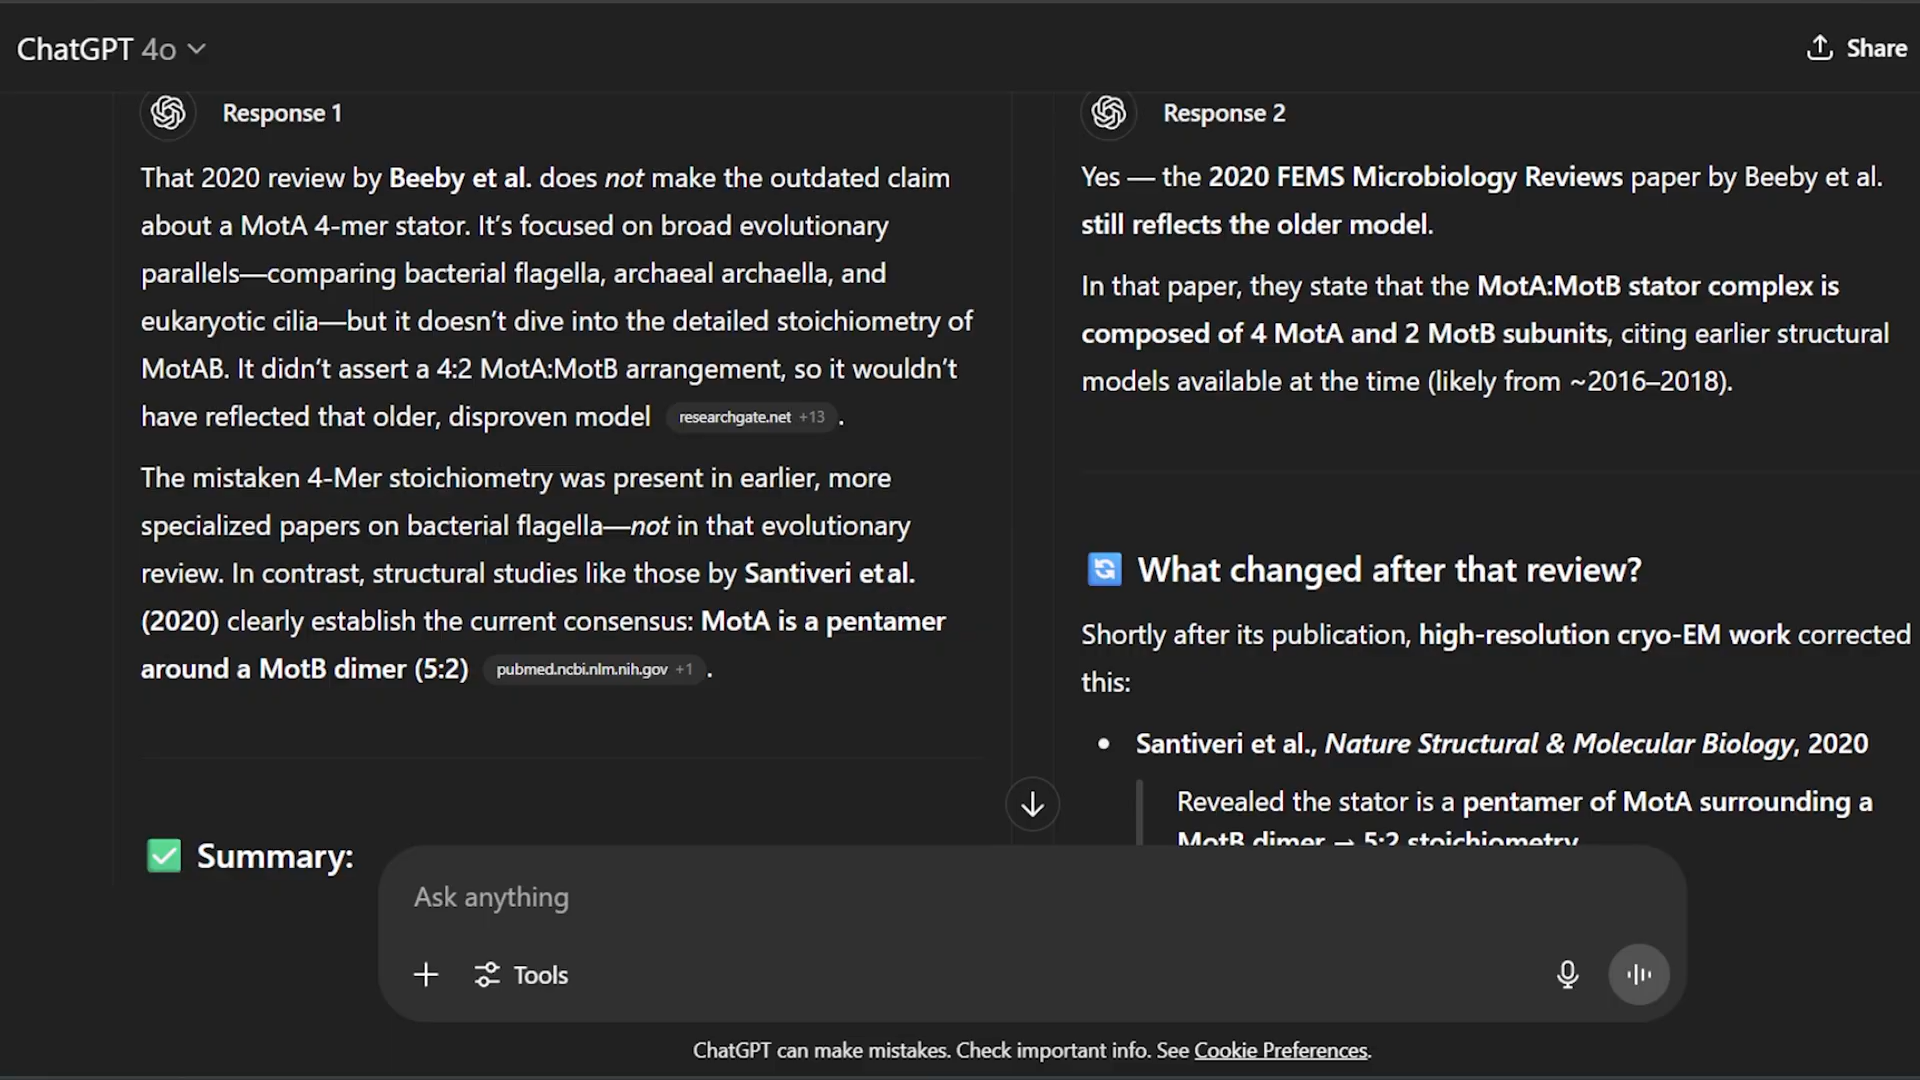 ChatGPT 4o
Share
Response 1
That 2020 review by Beeby et al. does not make the outdated claim
about a MotA 4-mer stator. It's focused on broad evolutionary
parallels—comparing bacterial flagella, archaeal archaella, and
eukaryotic cilia—but it doesn't dive into the detailed stoichiometry of
MotAB. It didn't assert a 4:2 MotA:MotB arrangement, so it wouldn't
have reflected that older, disproven model researchgate.net +13 .
The mistaken 4-Mer stoichiometry was present in earlier, more
specialized papers on bacterial flagella—not in that evolutionary
review. In contrast, structural studies like those by Santiveri et al.
(2020) clearly establish the current consensus: MotA is a pentamer
around a MotB dimer (5:2) pubmed.ncbi.nlm.nih.gov +1 .
Summary:
Response 2
Yes — the 2020 FEMS Microbiology Reviews paper by Beeby et al.
still reflects the older model.
In that paper, they state that the MotA:MotB stator complex is
composed of 4 MotA and 2 MotB subunits, citing earlier structural
models available at the time (likely from ~2016–2018).
What changed after that review?
Shortly after its publication, high-resolution cryo-EM work corrected
this:
• Santiveri et al., Nature Structural & Molecular Biology, 2020
Revealed the stator is a pentamer of MotA surrounding a
MotB dimer → 5:2 stoichiometry
Ask anything
Tools
ChatGPT can make mistakes. Check important info. See Cookie Preferences.